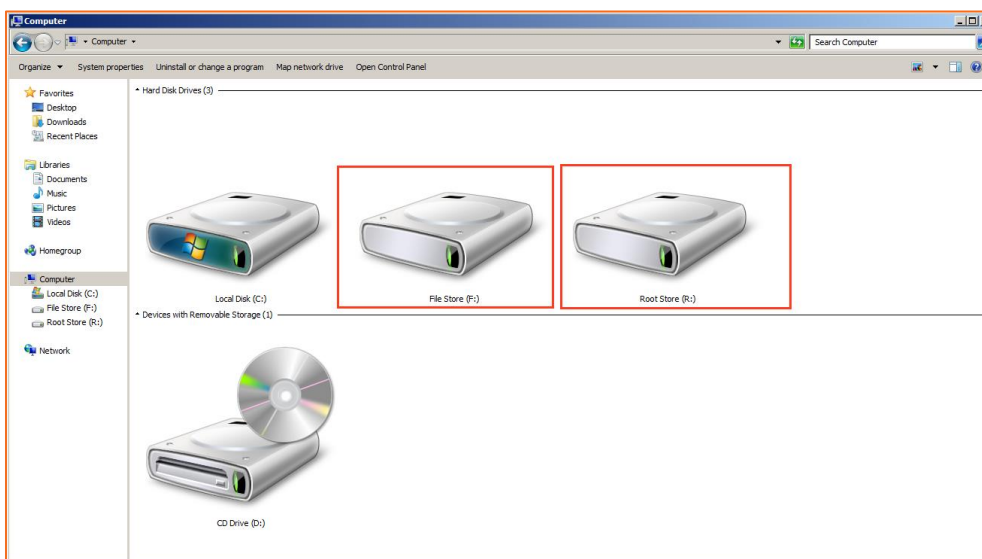 Computer
Computer
Search Computer
Organize System properties Uninstall or change a program Map network drive Open Control Panel
Favorites
Desktop
Downloads
Recent Places
Libraries
Documents
Music
Pictures
Videos
Homegroup
Computer
Local Disk (C:)
File Store (F:)
Root Store (R:)
Network
Hard Disk Drives (3)
Local Disk (C:)
File Store (F:)
Root Store (R:)
Devices with Removable Storage (1)
CD Drive (D:)